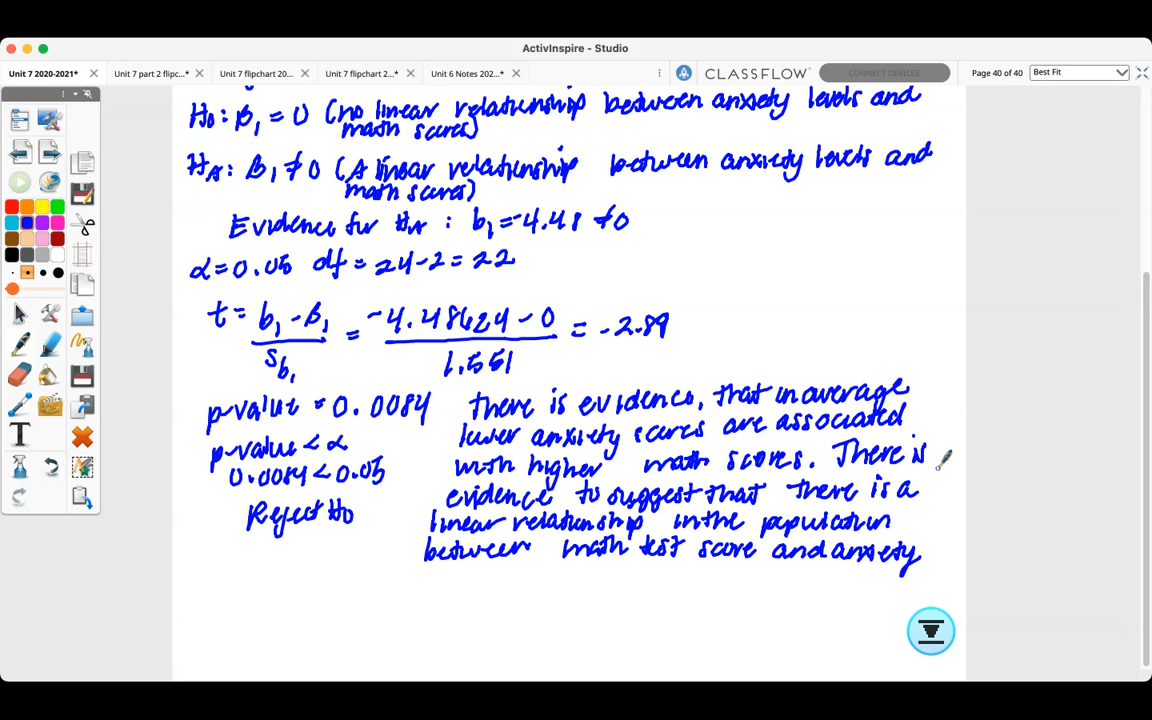 ActivInspire - Studio
Unit 7 2020-2021*
Unit 7 part 2 flipc...*
Unit 7 flipchart 20...
Unit 7 flipchart 2...*
Unit 6 Notes 202...*
CLASSFLOW
CONNECT DEVICES
Page 40 of 40
Best Fit
H₀: β₁ = 0 (no linear relationship between anxiety levels and
math scores)
H_A: β₁ ≠ 0 (A linear relationship between anxiety levels and
math scores)
Evidence for H_A : b₁ = -4.48 ≠ 0
α = 0.05 df = 24-2 = 22
t = (b₁ - β₁)/S_b₁ = (-4.48624 - 0)/1.551 = -2.89
p-value = 0.0084
p-value < α
0.0084 < 0.05
Reject H₀
there is evidence, that on average
lower anxiety scores are associated
with higher math scores. There is
evidence to suggest that there is a
linear relationship in the population
between math test score and anxiety
T